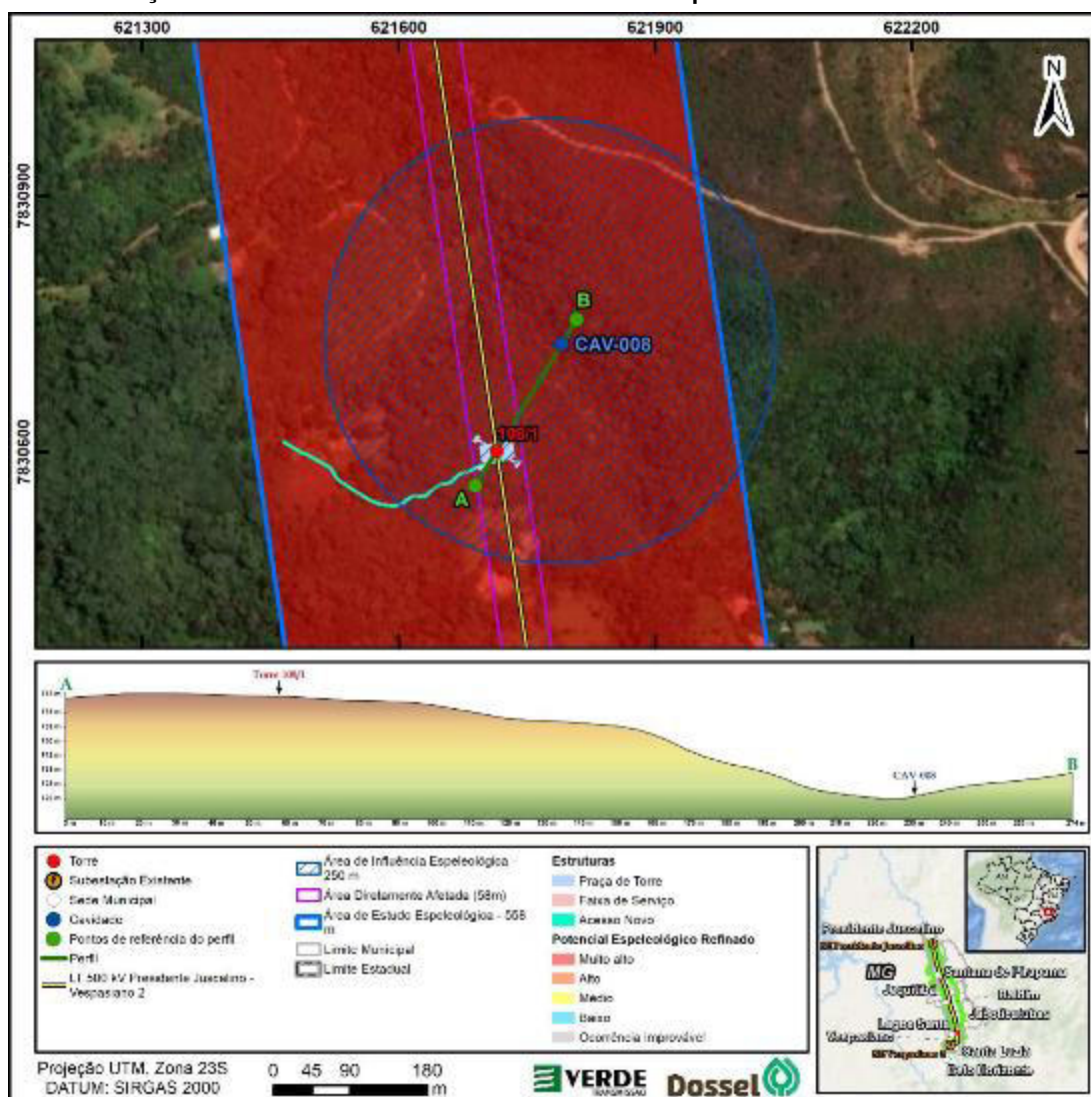 621300 621600 621900 622200
N
7830900
7830600
B
CAV-008
108/1
A
A
Torre 108/1
CAV-008
B
Torre
Subestação Existente
Sede Municipal
Cavidade
Pontos de referência do perfil
Perfil
LT 500 kV Presidente Juscelino -
Vespasiano 2
Área de Influência Espeleológica -
250 m
Área Diretamente Afetada (58m)
Área de Estudo Espeleológica - 558
m
Limite Municipal
Limite Estadual
Estruturas
Praça de Torre
Faixa de Serviço
Acesso Novo
Potencial Espeleológico Refinado
Muito alto
Alto
Médio
Baixo
Ocorrência improvável
Presidente Juscelino
MG
Santana de Pirapama
Jequitibá
Baldim
Jaboticatubas
Lagoa Santa
Vespasiano
Santa Luzia
Belo Horizonte
Projeção UTM. Zona 23S
DATUM: SIRGAS 2000
0 45 90 180
m
VERDE
TRANSMISSÃO
Dossel